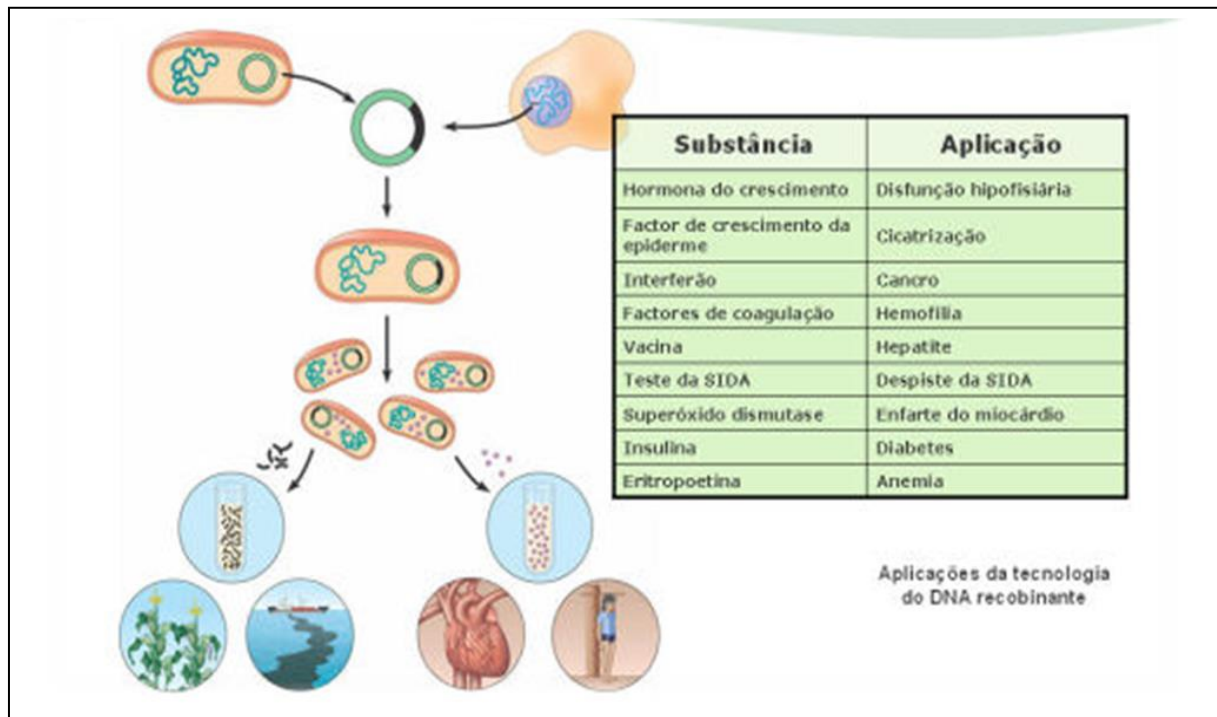 Substância Aplicação
Hormona do crescimento Disfunção hipofisiária
Factor de crescimento da
epiderme Cicatrização
Interferão Cancro
Factores de coagulação Hemofilia
Vacina Hepatite
Teste da SIDA Despiste da SIDA
Superóxido dismutase Enfarte do miocárdio
Insulina Diabetes
Eritropoetina Anemia
Aplicações da tecnologia
do DNA recobinante